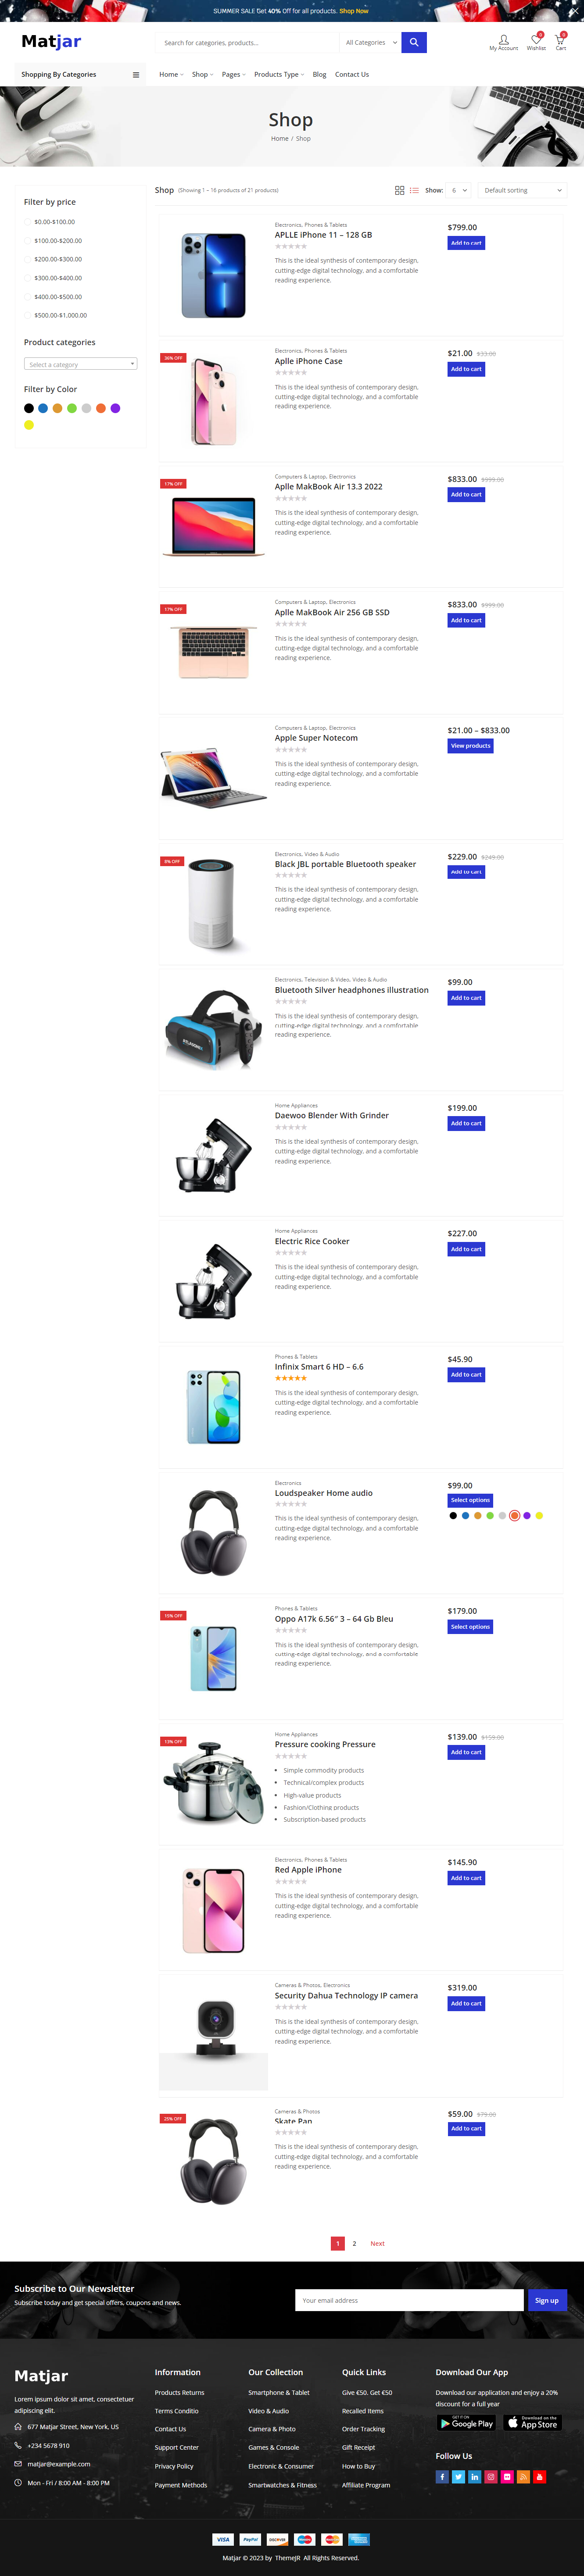 SUMMER SALE Get 40% Off for all products. Shop Now
Matjar
Search for categories, products...
All Categories
My Account
0
Wishlist
0
Cart
Shopping By Categories
Home
Shop
Pages
Products Type
Blog
Contact Us
Shop
Home / Shop
Filter by price
$0.00-$100.00
$100.00-$200.00
$200.00-$300.00
$300.00-$400.00
$400.00-$500.00
$500.00-$1,000.00
Product categories
Select a category
Filter by Color
Shop (Showing 1 – 16 products of 21 products)
Show: 6
Default sorting
Electronics, Phones & Tablets
APLLE iPhone 11 – 128 GB
This is the ideal synthesis of contemporary design,
cutting-edge digital technology, and a comfortable
reading experience.
$799.00
Add to cart
36% OFF
Electronics, Phones & Tablets
Aplle iPhone Case
This is the ideal synthesis of contemporary design,
cutting-edge digital technology, and a comfortable
reading experience.
$21.00 $33.00
Add to cart
17% OFF
Computers & Laptop, Electronics
Aplle MakBook Air 13.3 2022
This is the ideal synthesis of contemporary design,
cutting-edge digital technology, and a comfortable
reading experience.
$833.00 $999.00
Add to cart
17% OFF
Computers & Laptop, Electronics
Aplle MakBook Air 256 GB SSD
This is the ideal synthesis of contemporary design,
cutting-edge digital technology, and a comfortable
reading experience.
$833.00 $999.00
Add to cart
Computers & Laptop, Electronics
Apple Super Notecom
This is the ideal synthesis of contemporary design,
cutting-edge digital technology, and a comfortable
reading experience.
$21.00 – $833.00
View products
8% OFF
Electronics, Video & Audio
Black JBL portable Bluetooth speaker
This is the ideal synthesis of contemporary design,
cutting-edge digital technology, and a comfortable
reading experience.
$229.00 $249.00
Add to cart
Electronics, Television & Video, Video & Audio
Bluetooth Silver headphones illustration
This is the ideal synthesis of contemporary design,
cutting-edge digital technology, and a comfortable
reading experience.
$99.00
Add to cart
Home Appliances
Daewoo Blender With Grinder
This is the ideal synthesis of contemporary design,
cutting-edge digital technology, and a comfortable
reading experience.
$199.00
Add to cart
Home Appliances
Electric Rice Cooker
This is the ideal synthesis of contemporary design,
cutting-edge digital technology, and a comfortable
reading experience.
$227.00
Add to cart
Phones & Tablets
Infinix Smart 6 HD – 6.6
This is the ideal synthesis of contemporary design,
cutting-edge digital technology, and a comfortable
reading experience.
$45.90
Add to cart
Electronics
Loudspeaker Home audio
This is the ideal synthesis of contemporary design,
cutting-edge digital technology, and a comfortable
reading experience.
$99.00
Select options
15% OFF
Phones & Tablets
Oppo A17k 6.56″ 3 – 64 Gb Bleu
This is the ideal synthesis of contemporary design,
cutting-edge digital technology, and a comfortable
reading experience.
$179.00
Select options
13% OFF
Home Appliances
Pressure cooking Pressure
• Simple commodity products
• Technical/complex products
• High-value products
• Fashion/Clothing products
• Subscription-based products
$139.00 $159.00
Add to cart
Electronics, Phones & Tablets
Red Apple iPhone
This is the ideal synthesis of contemporary design,
cutting-edge digital technology, and a comfortable
reading experience.
$145.90
Add to cart
Cameras & Photos, Electronics
Security Dahua Technology IP camera
This is the ideal synthesis of contemporary design,
cutting-edge digital technology, and a comfortable
reading experience.
$319.00
Add to cart
25% OFF
Cameras & Photos
Skate Pan
This is the ideal synthesis of contemporary design,
cutting-edge digital technology, and a comfortable
reading experience.
$59.00 $79.00
Add to cart
1 2 Next
Subscribe to Our Newsletter
Subscribe today and get special offers, coupons and news.
Your email address
Sign up
Matjar
Lorem ipsum dolor sit amet, consectetuer
adipiscing elit.
677 Matjar Street, New York, US
+234 5678 910
matjar@example.com
Mon - Fri / 8:00 AM - 8:00 PM
Information
Products Returns
Terms Conditio
Contact Us
Support Center
Privacy Policy
Payment Methods
Our Collection
Smartphone & Tablet
Video & Audio
Camera & Photo
Games & Console
Electronic & Consumer
Smartwatches & Fitness
Quick Links
Give €50. Get €50
Recalled Items
Order Tracking
Gift Receipt
How to Buy
Affiliate Program
Download Our App
Download our application and enjoy a 20%
discount for a full year
GET IT ON
Google Play
Download on the
App Store
Follow Us
VISA
PayPal
DISCOVER
Maestro
MasterCard
Matjar © 2023 by ThemeJR All Rights Reserved.